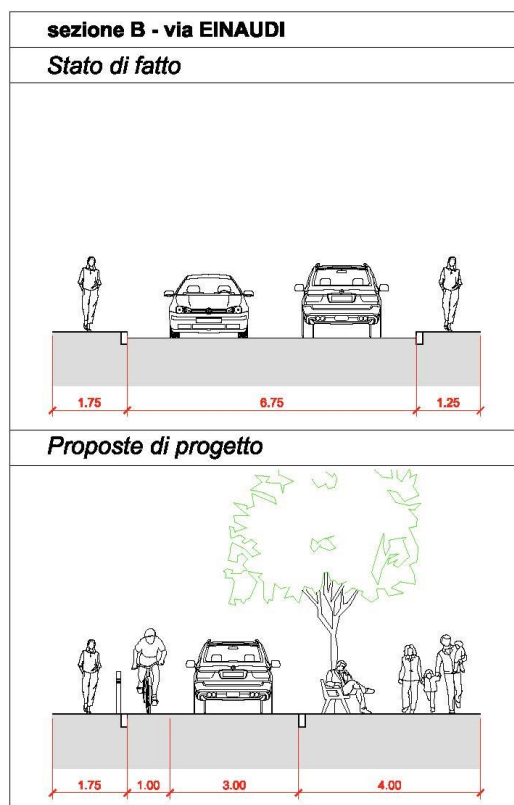 sezione B - via EINAUDI
Stato di fatto
1.75 6.75 1.25
Proposte di progetto
1.75 1.00 3.00 4.00